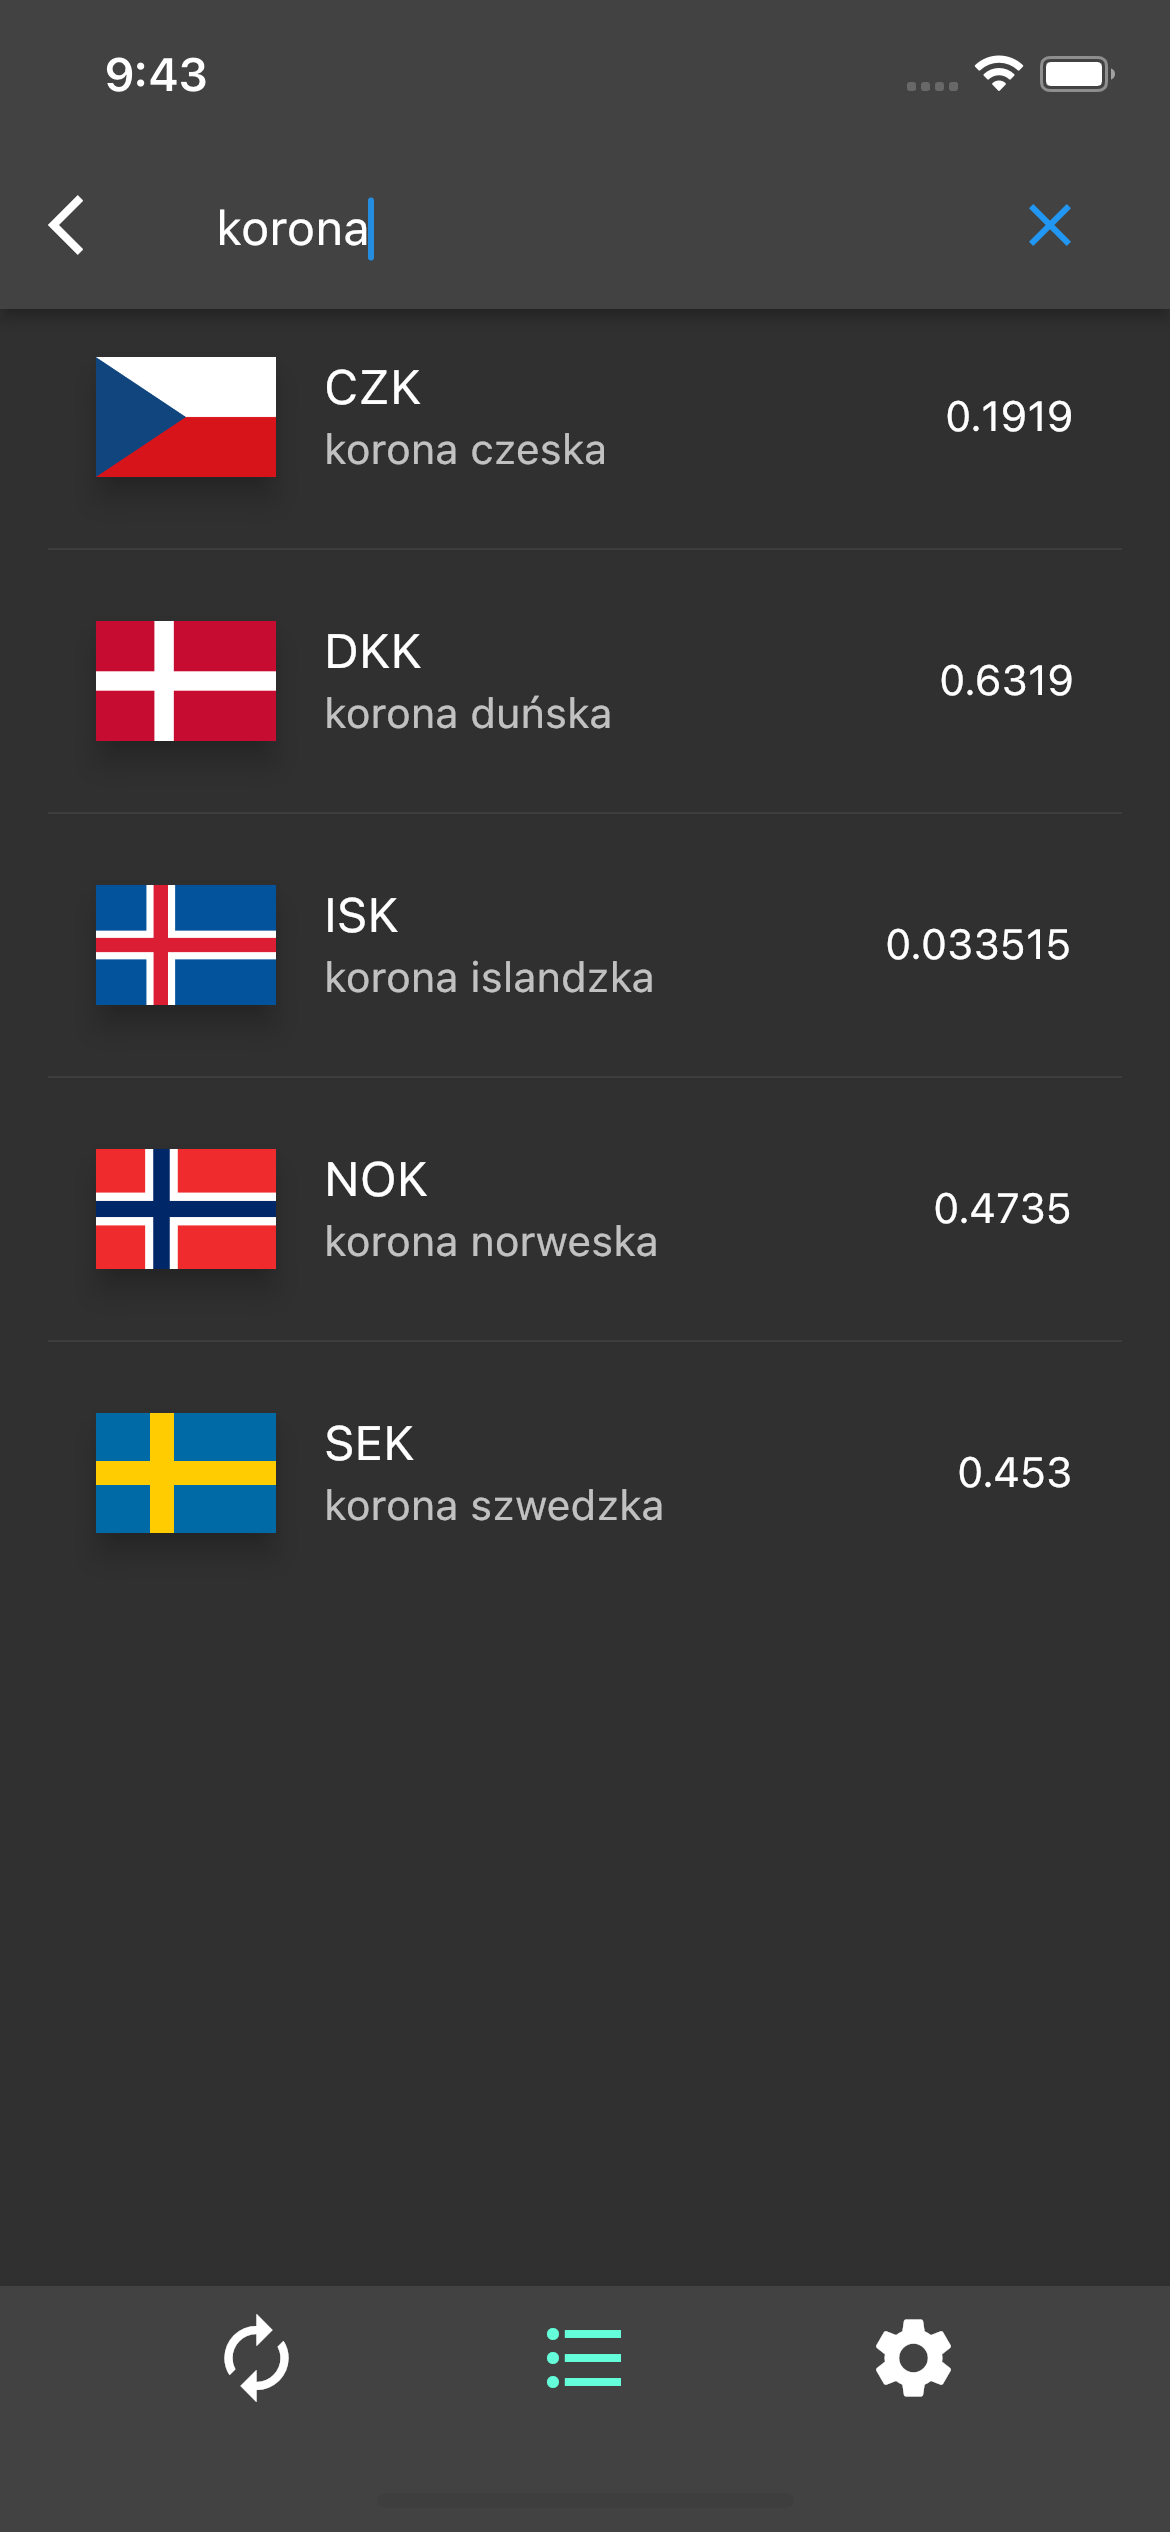 9:43
korona
CZK
korona czeska
0.1919
DKK
korona duńska
0.6319
ISK
korona islandzka
0.033515
NOK
korona norweska
0.4735
SEK
korona szwedzka
0.453